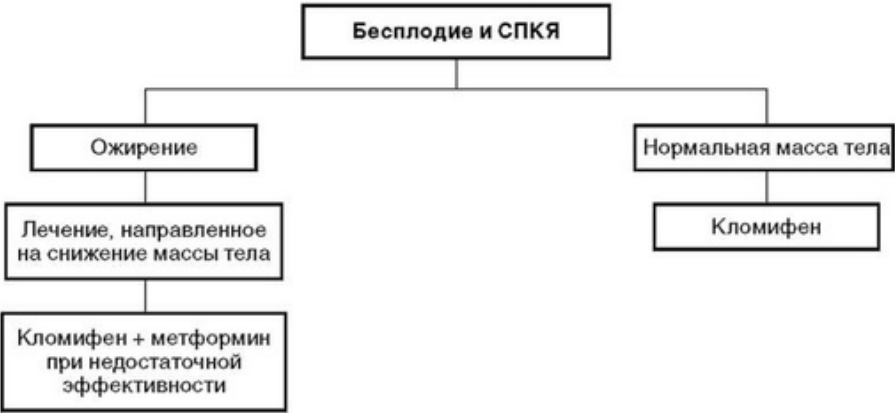 Бесплодие и СПКЯ
Ожирение
Нормальная масса тела
Лечение, направленное
на снижение массы тела
Кломифен
Кломифен + метформин
при недостаточной
эффективности